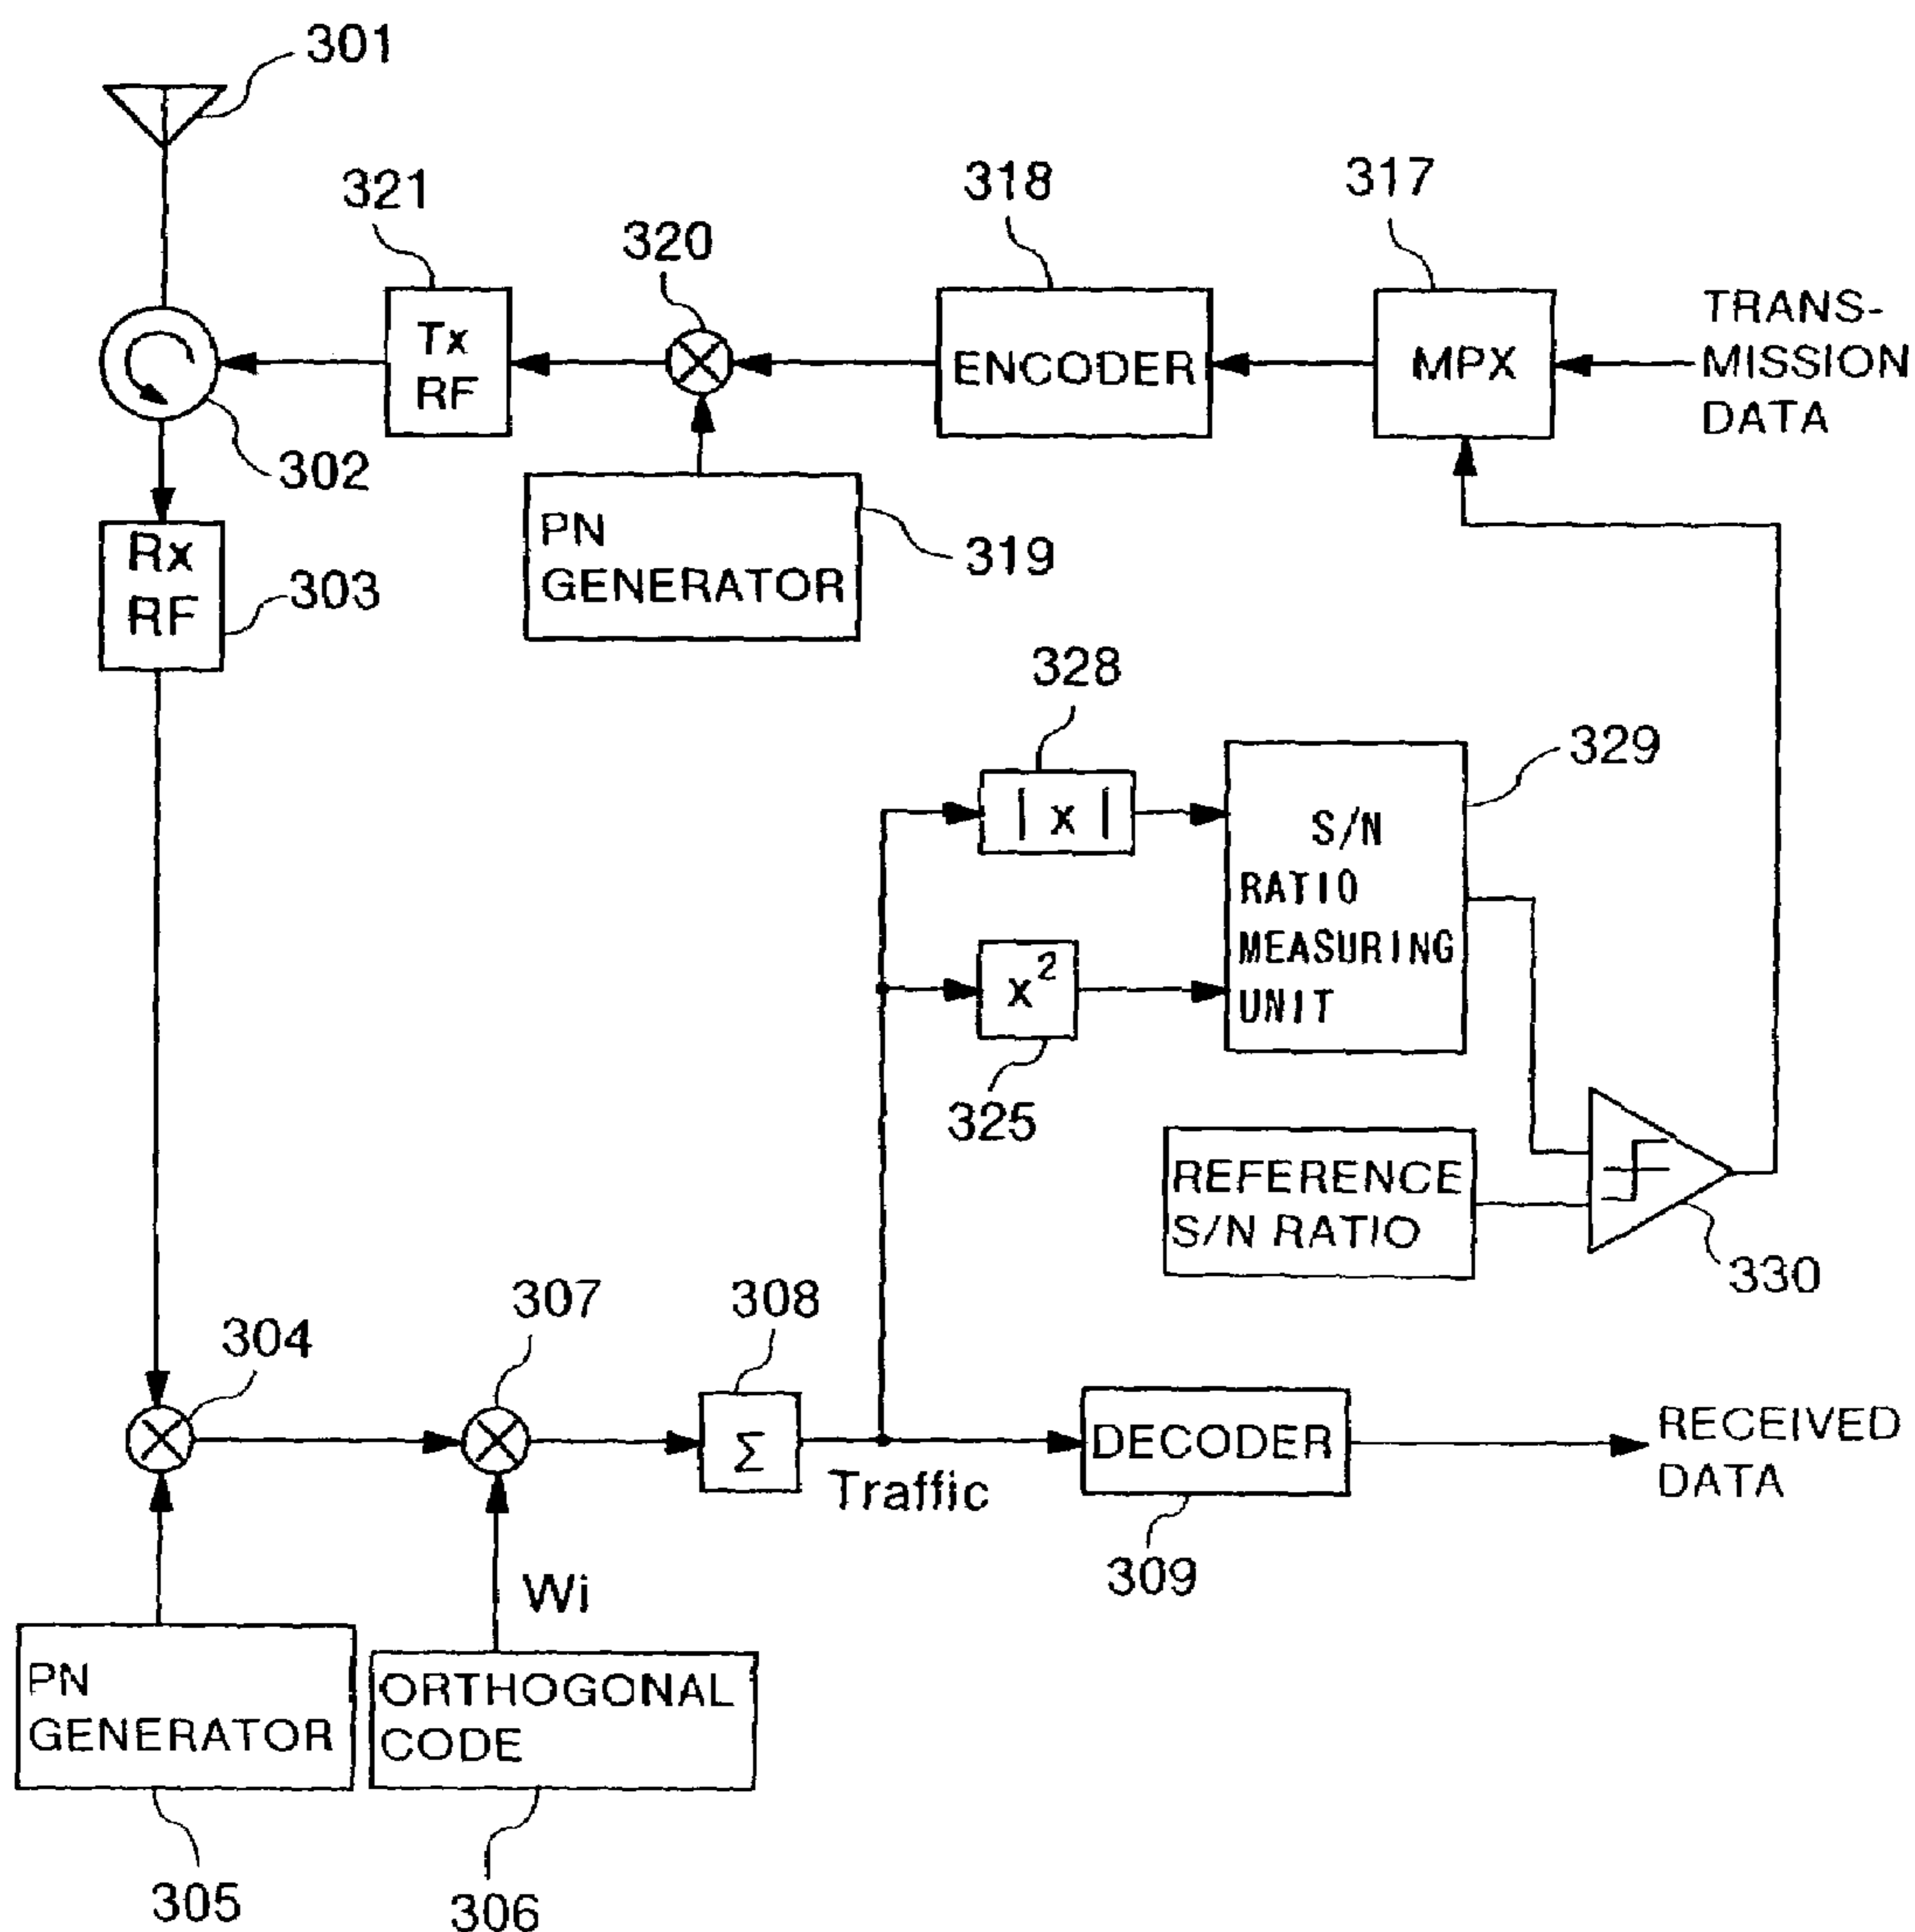 301
321
320
318
317
Tx
RF
ENCODER
MPX
TRANS-
MISSION
DATA
302
PN
GENERATOR
319
Rx
RF
303
328
| x |
329
S/N
RATIO
MEASURING
UNIT
x²
325
REFERENCE
S/N RATIO
330
304
307
308
Σ
Traffic
DECODER
309
RECEIVED
DATA
Wi
PN
GENERATOR
305
ORTHOGONAL
CODE
306